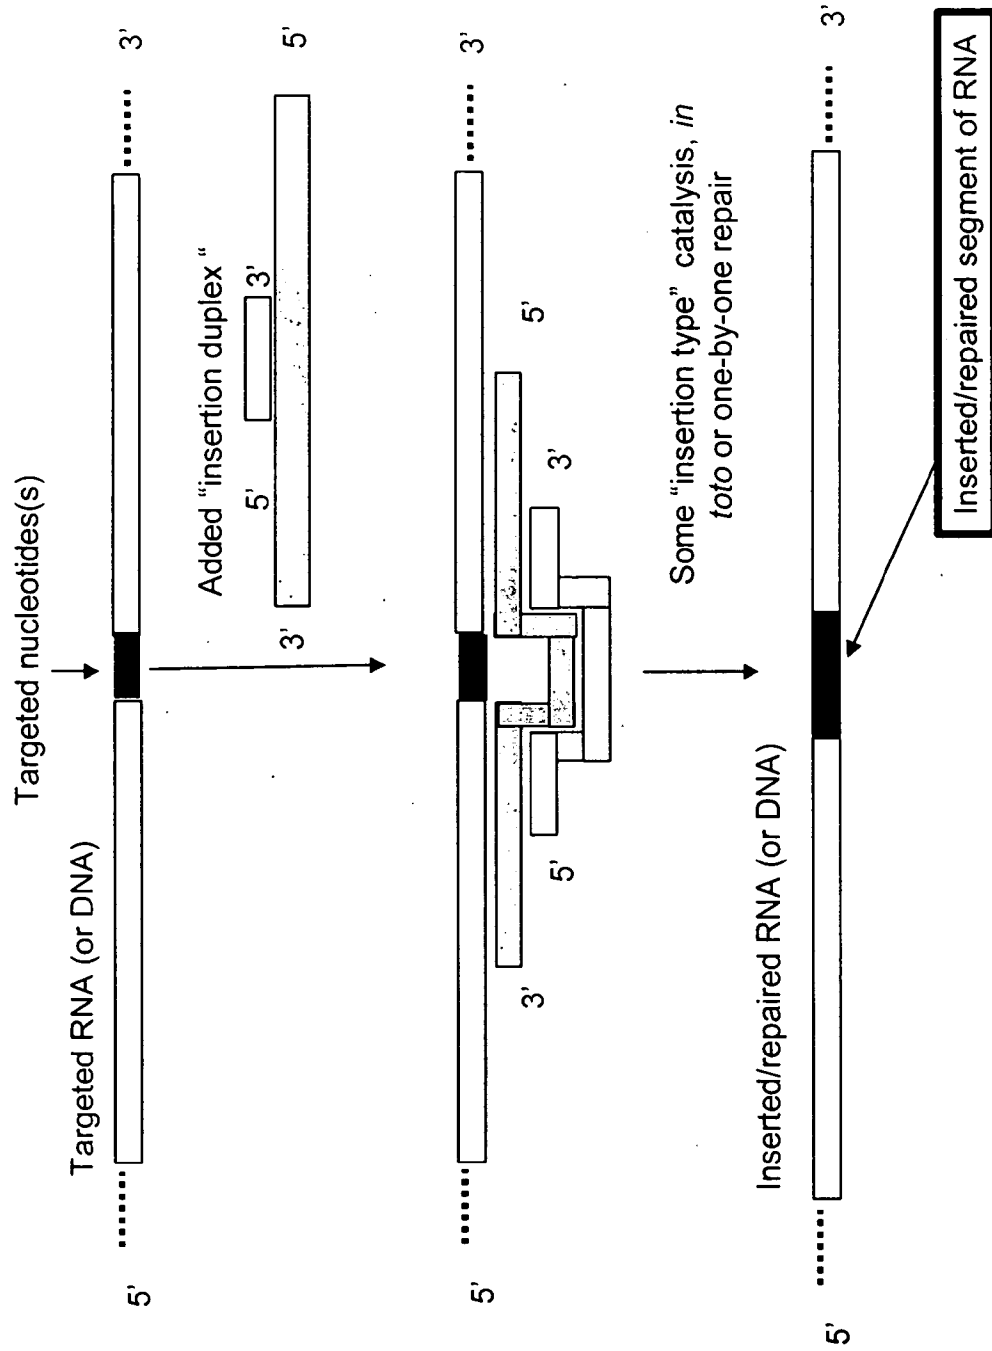 Targeted nucleotides(s)
Targeted RNA (or DNA)
5'
3'
Added “insertion duplex “
5'
3'
3'
5'
5'
3'
3'
5'
5'
3'
Some “insertion type” catalysis, in
toto or one-by-one repair
Inserted/repaired RNA (or DNA)
5'
3'
Inserted/repaired segment of RNA